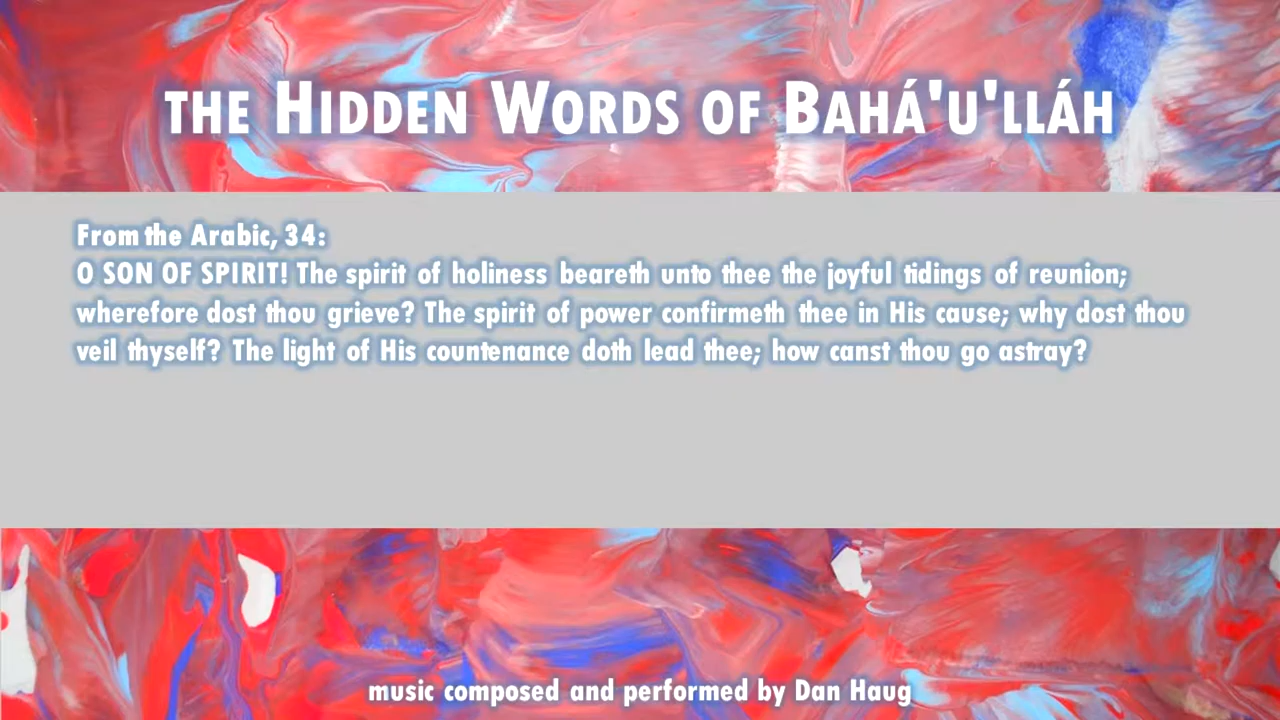 THE HIDDEN WORDS OF BAHÁ'U'LLÁH
From the Arabic, 34:
O SON OF SPIRIT! The spirit of holiness beareth unto thee the joyful tidings of reunion;
wherefore dost thou grieve? The spirit of power confirmeth thee in His cause; why dost thou
veil thyself? The light of His countenance doth lead thee; how canst thou go astray?
music composed and performed by Dan Haug